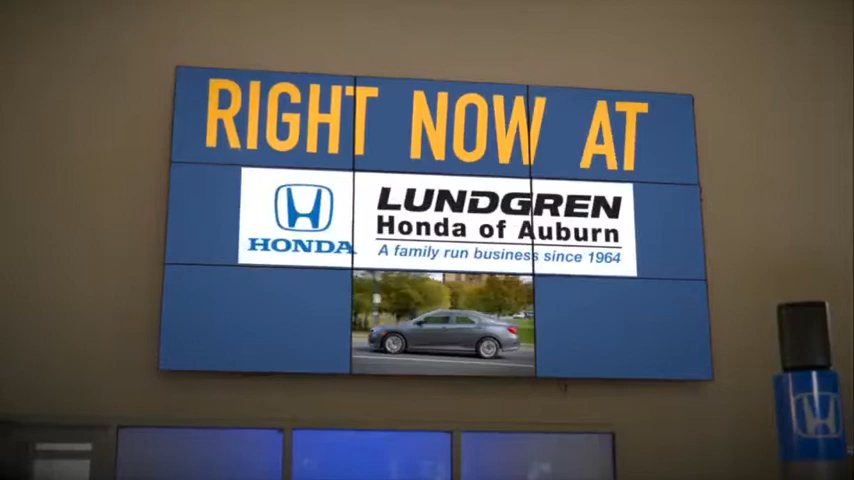 RIGHT NOW AT
LUNDGREN
Honda of Auburn
HONDA
A family run business since 1964